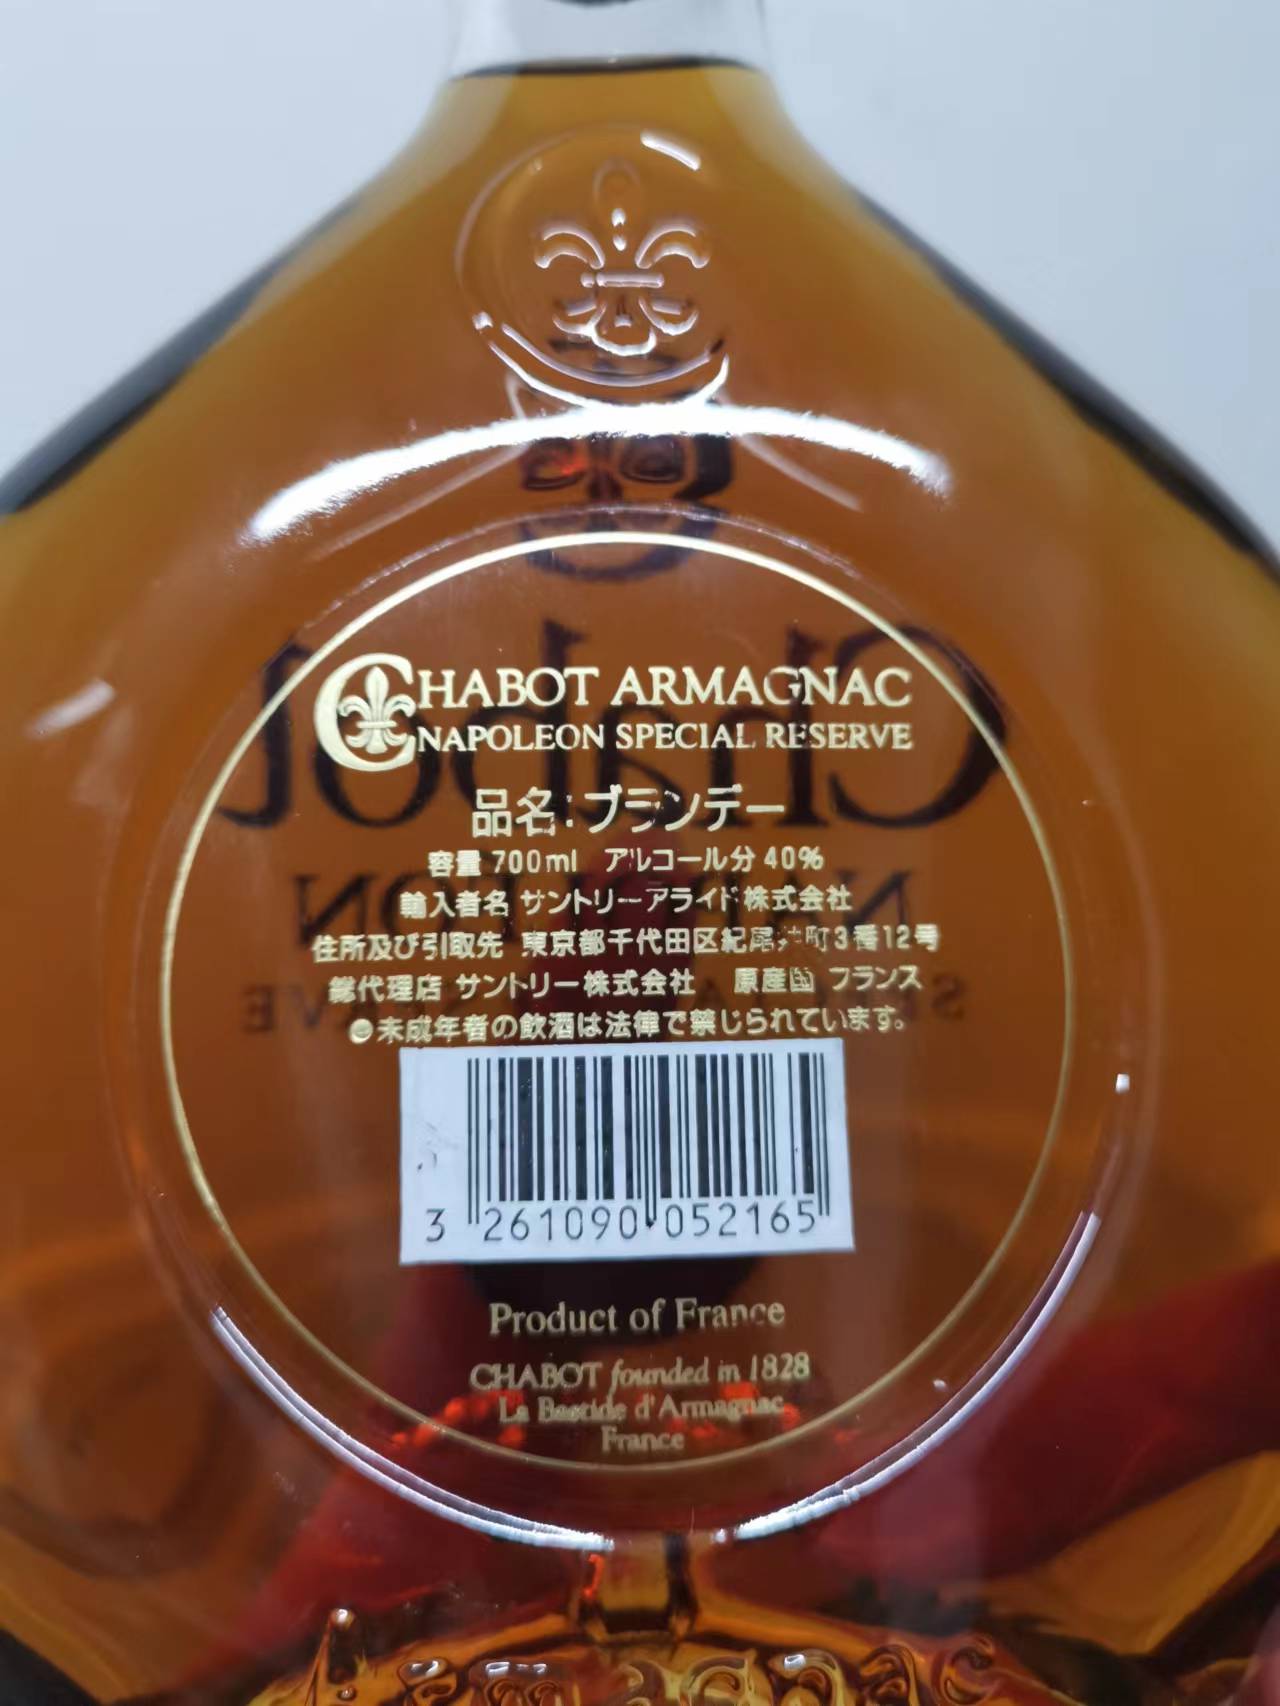 CHABOT ARMAGNAC
NAPOLEON SPECIAL RESERVE
品名：ブランデー
容量 700ml アルコール分 40%
輸入者名 サントリーアライド株式会社
住所及び引取先 東京都千代田区紀尾井町3番12号
総代理店 サントリー株式会社 原産国 フランス
●未成年者の飲酒は法律で禁じられています。
3 261090 052165
Product of France
CHABOT founded in 1828
La Bastide d'Armagnac
France
Chabot
NAPOLEON
SPECIAL RESERVE
Armagnac